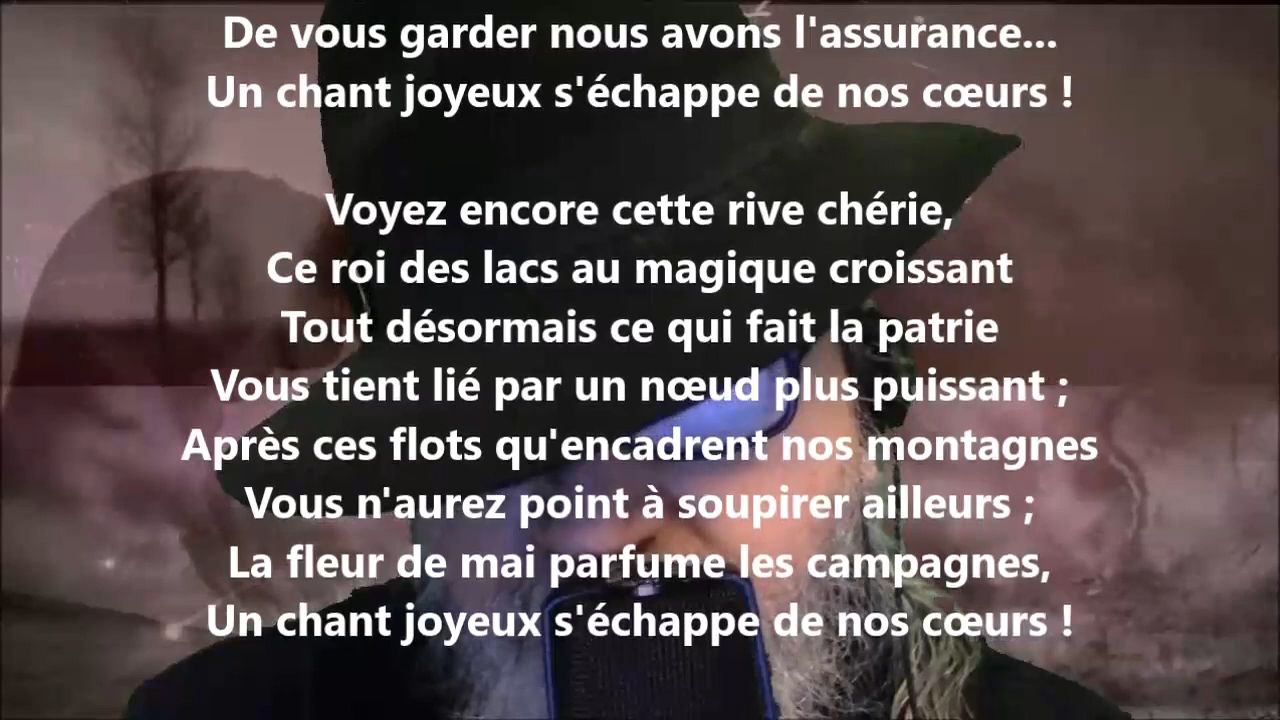 De vous garder nous avons l'assurance...
Un chant joyeux s'échappe de nos cœurs !
Voyez encore cette rive chérie,
Ce roi des lacs au magique croissant
Tout désormais ce qui fait la patrie
Vous tient lié par un nœud plus puissant ;
Après ces flots qu'encadrent nos montagnes
Vous n'aurez point à soupirer ailleurs ;
La fleur de mai parfume les campagnes,
Un chant joyeux s'échappe de nos cœurs !